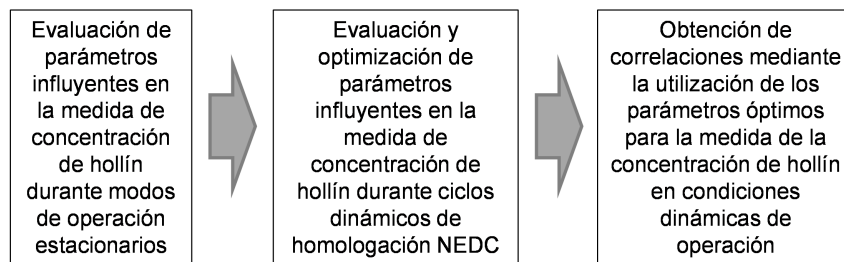 Evaluación de
parámetros
influyentes en
la medida de
concentración
de hollín
durante modos
de operación
estacionarios
Evaluación y
optimización de
parámetros
influyentes en la
medida de
concentración de
hollín durante ciclos
dinámicos de
homologación NEDC
Obtención de
correlaciones mediante
la utilización de los
parámetros óptimos
para la medida de la
concentración de hollín
en condiciones
dinámicas de
operación